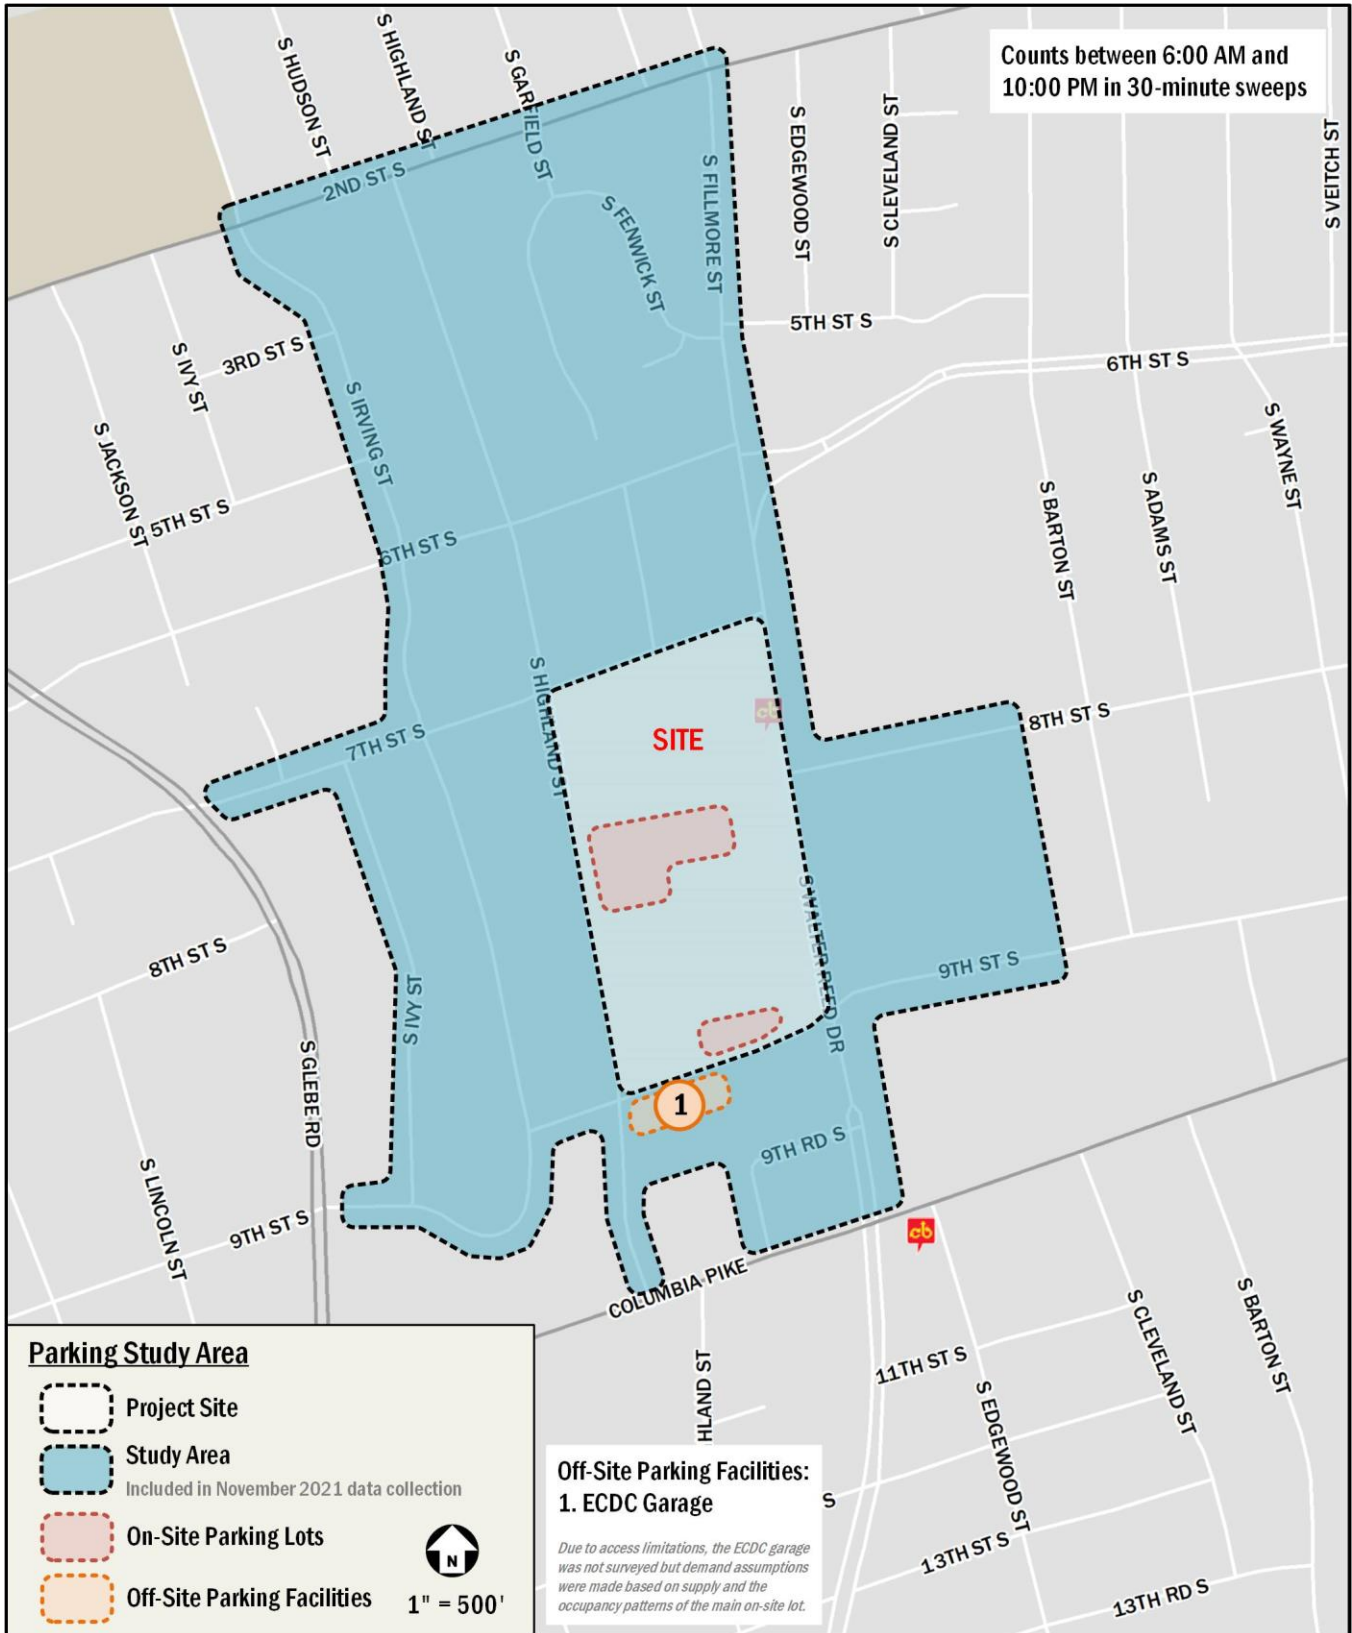 Counts between 6:00 AM and
10:00 PM in 30-minute sweeps
S HUDSON ST
S HIGHLAND ST
S GARFIELD ST
S FILLMORE ST
S EDGEWOOD ST
S CLEVELAND ST
S VEITCH ST
2ND ST S
S FENWICK ST
5TH ST S
6TH ST S
3RD ST S
S IVY ST
S IRVING ST
S JACKSON ST
5TH ST S
6TH ST S
S WAYNE ST
S BARTON ST
S ADAMS ST
S HIGHLAND ST
7TH ST S
SITE
cb
8TH ST S
8TH ST S
S IVY ST
S WALTER REED DR
9TH ST S
S GLEBE RD
1
9TH RD S
S LINCOLN ST
9TH ST S
cb
COLUMBIA PIKE
S CLEVELAND ST
S BARTON ST
11TH ST S
S EDGEWOOD ST
HLAND ST
S
13TH ST S
13TH RD S
Parking Study Area
Project Site
Study Area
Included in November 2021 data collection
On-Site Parking Lots
Off-Site Parking Facilities
N
1" = 500'
Off-Site Parking Facilities:
1. ECDC Garage
Due to access limitations, the ECDC garage
was not surveyed but demand assumptions
were made based on supply and the
occupancy patterns of the main on-site lot.